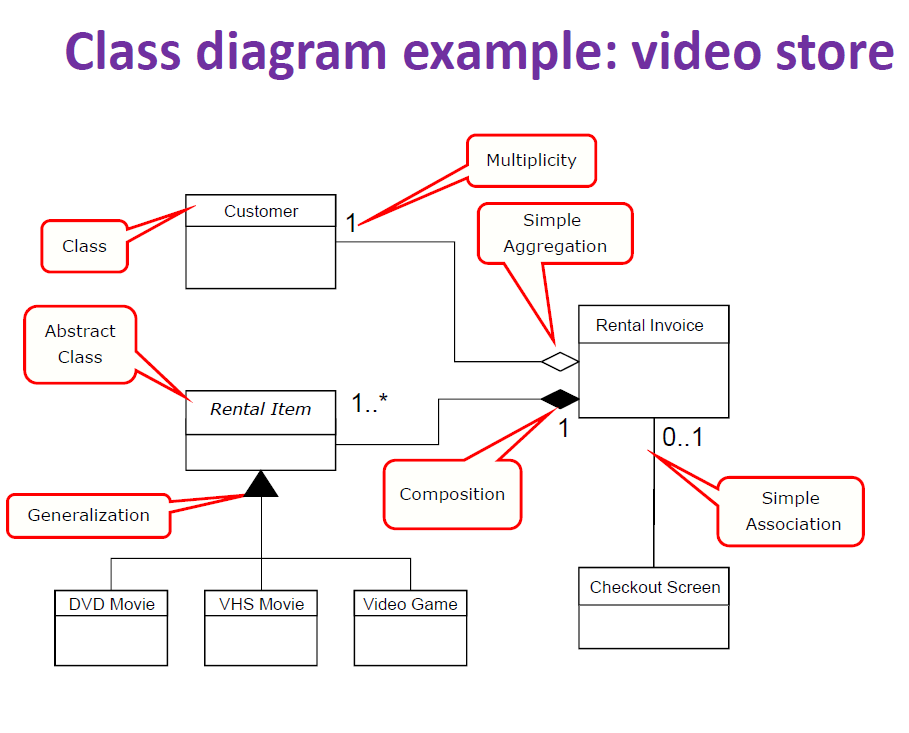 Class diagram example: video store
Multiplicity
Customer
1
Simple
Aggregation
Class
Rental Invoice
Abstract
Class
Rental Item
1..*
1
0..1
Composition
Generalization
Simple
Association
DVD Movie
VHS Movie
Video Game
Checkout Screen